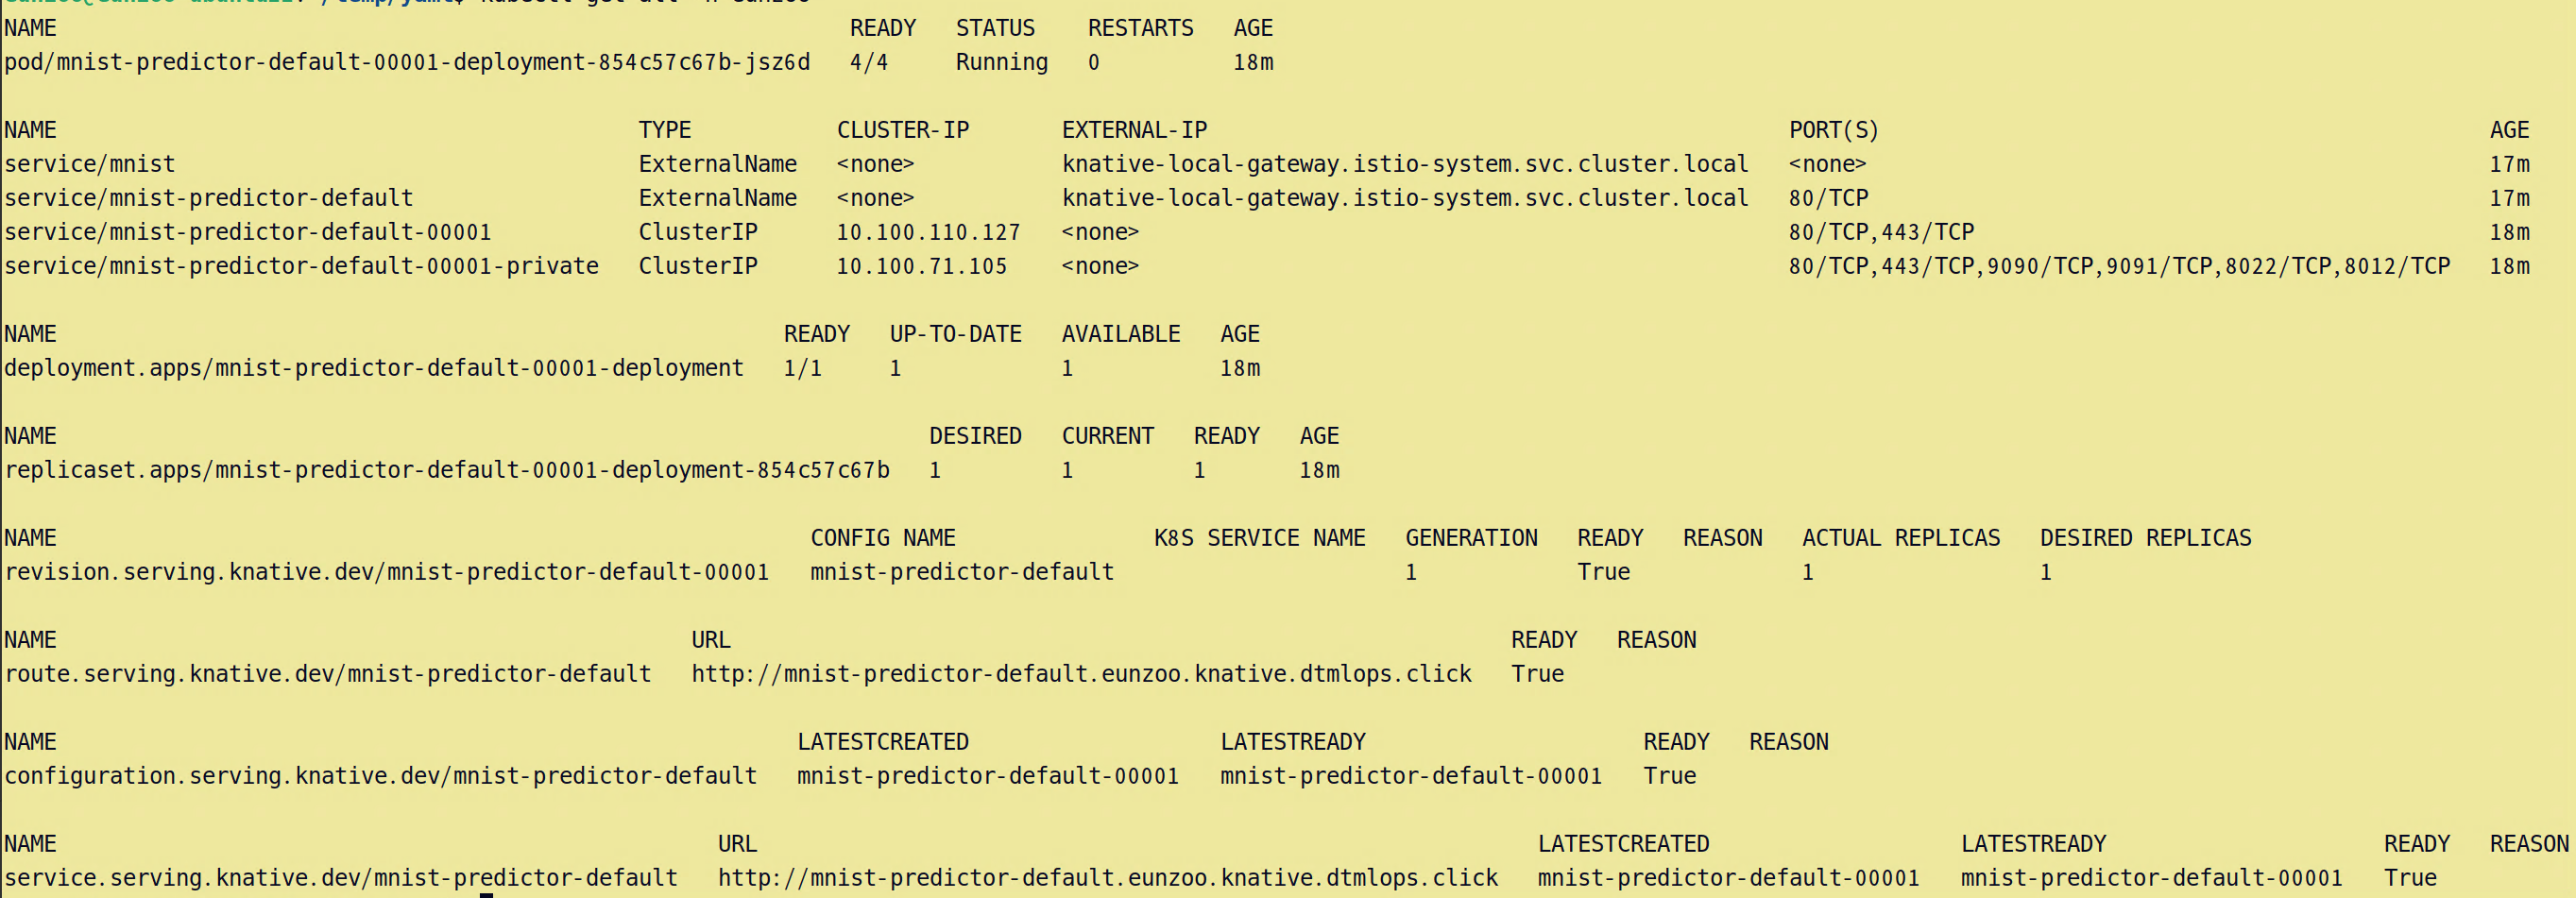 NAME READY STATUS RESTARTS AGE
pod/mnist-predictor-default-00001-deployment-854c57c67b-jsz6d 4/4 Running 0 18m
NAME TYPE CLUSTER-IP EXTERNAL-IP PORT(S) AGE
service/mnist ExternalName <none> knative-local-gateway.istio-system.svc.cluster.local <none> 17m
service/mnist-predictor-default ExternalName <none> knative-local-gateway.istio-system.svc.cluster.local 80/TCP 17m
service/mnist-predictor-default-00001 ClusterIP 10.100.110.127 <none> 80/TCP,443/TCP 18m
service/mnist-predictor-default-00001-private ClusterIP 10.100.71.105 <none> 80/TCP,443/TCP,9090/TCP,9091/TCP,8022/TCP,8012/TCP 18m
NAME READY UP-TO-DATE AVAILABLE AGE
deployment.apps/mnist-predictor-default-00001-deployment 1/1 1 1 18m
NAME DESIRED CURRENT READY AGE
replicaset.apps/mnist-predictor-default-00001-deployment-854c57c67b 1 1 1 18m
NAME CONFIG NAME K8S SERVICE NAME GENERATION READY REASON ACTUAL REPLICAS DESIRED REPLICAS
revision.serving.knative.dev/mnist-predictor-default-00001 mnist-predictor-default 1 True 1 1
NAME URL READY REASON
route.serving.knative.dev/mnist-predictor-default http://mnist-predictor-default.eunzoo.knative.dtmlops.click True
NAME LATESTCREATED LATESTREADY READY REASON
configuration.serving.knative.dev/mnist-predictor-default mnist-predictor-default-00001 mnist-predictor-default-00001 True
NAME URL LATESTCREATED LATESTREADY READY REASON
service.serving.knative.dev/mnist-predictor-default http://mnist-predictor-default.eunzoo.knative.dtmlops.click mnist-predictor-default-00001 mnist-predictor-default-00001 True